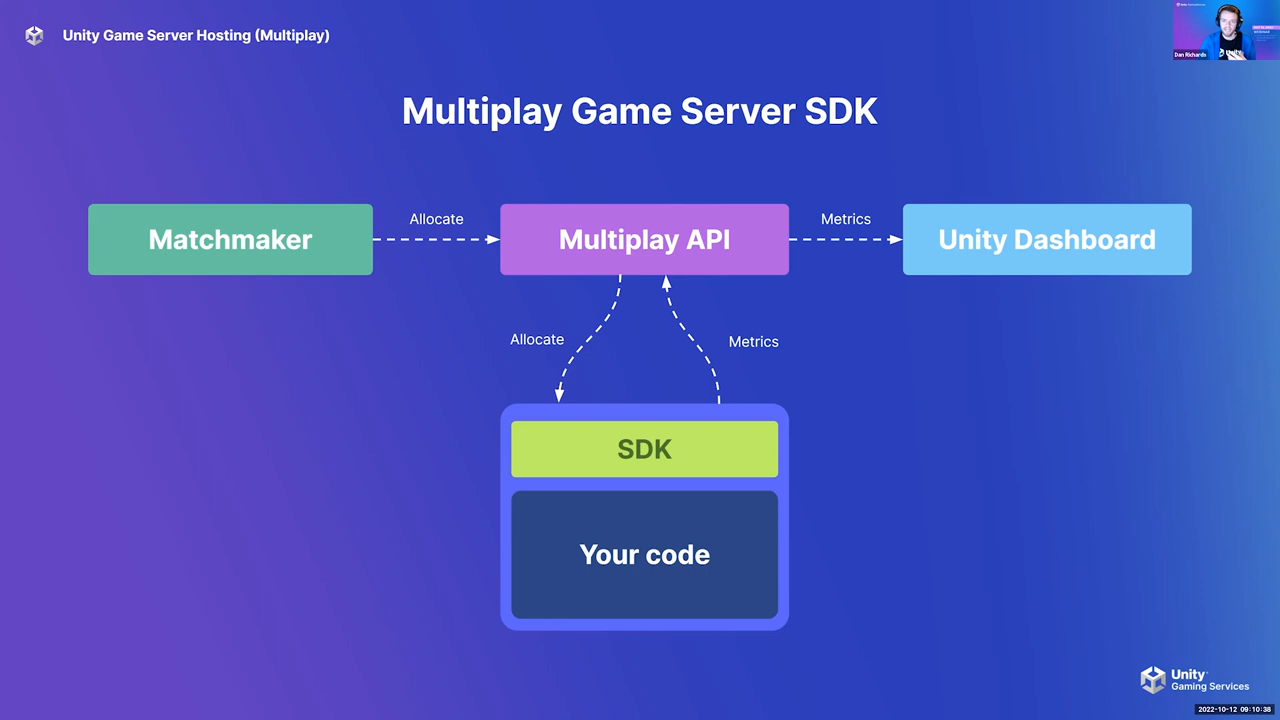 Unity Game Server Hosting (Multiplay)
Dan Richards
Multiplay Game Server SDK
Matchmaker
Allocate
Multiplay API
Metrics
Unity Dashboard
Allocate
Metrics
SDK
Your code
Unity
Gaming Services
2022-10-12 09:10:38